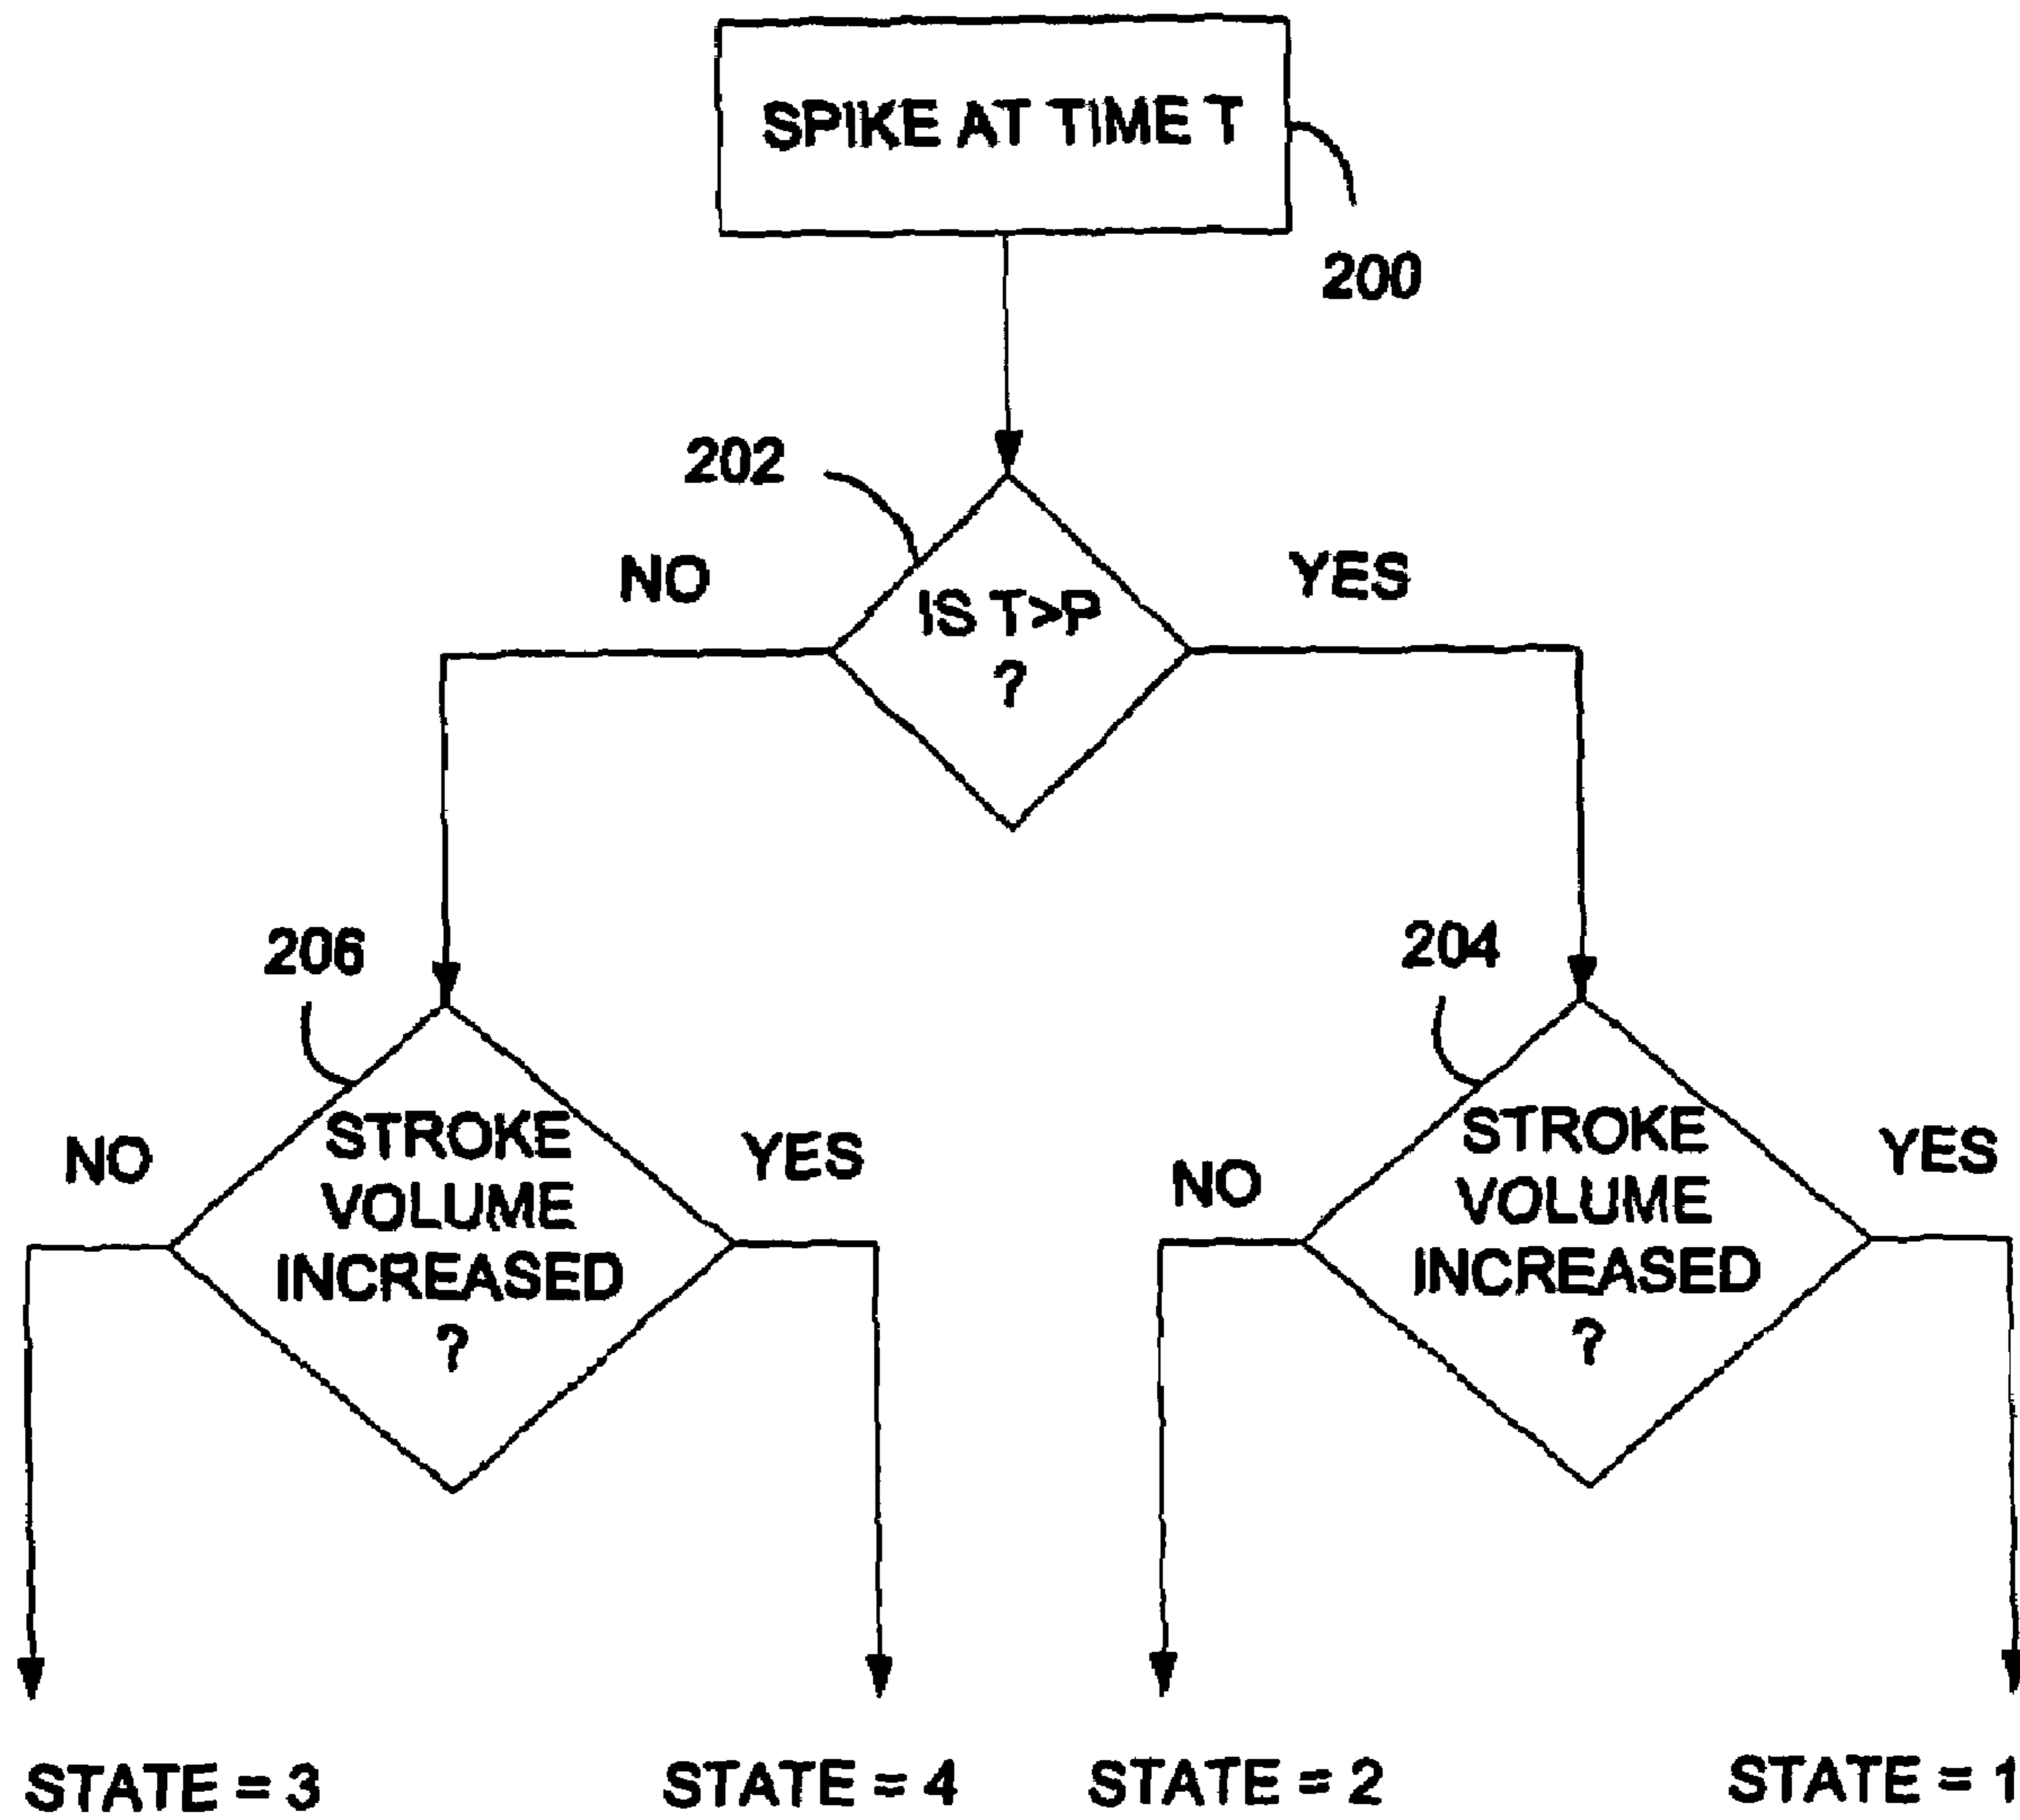 SPIKE AT TIME T
200
202
NO
YES
IS T>P
?
206
204
STROKE
VOLUME
INCREASED
?
NO
YES
STROKE
VOLUME
INCREASED
?
NO
YES
STATE = 3
STATE = 4
STATE = 2
STATE = 1